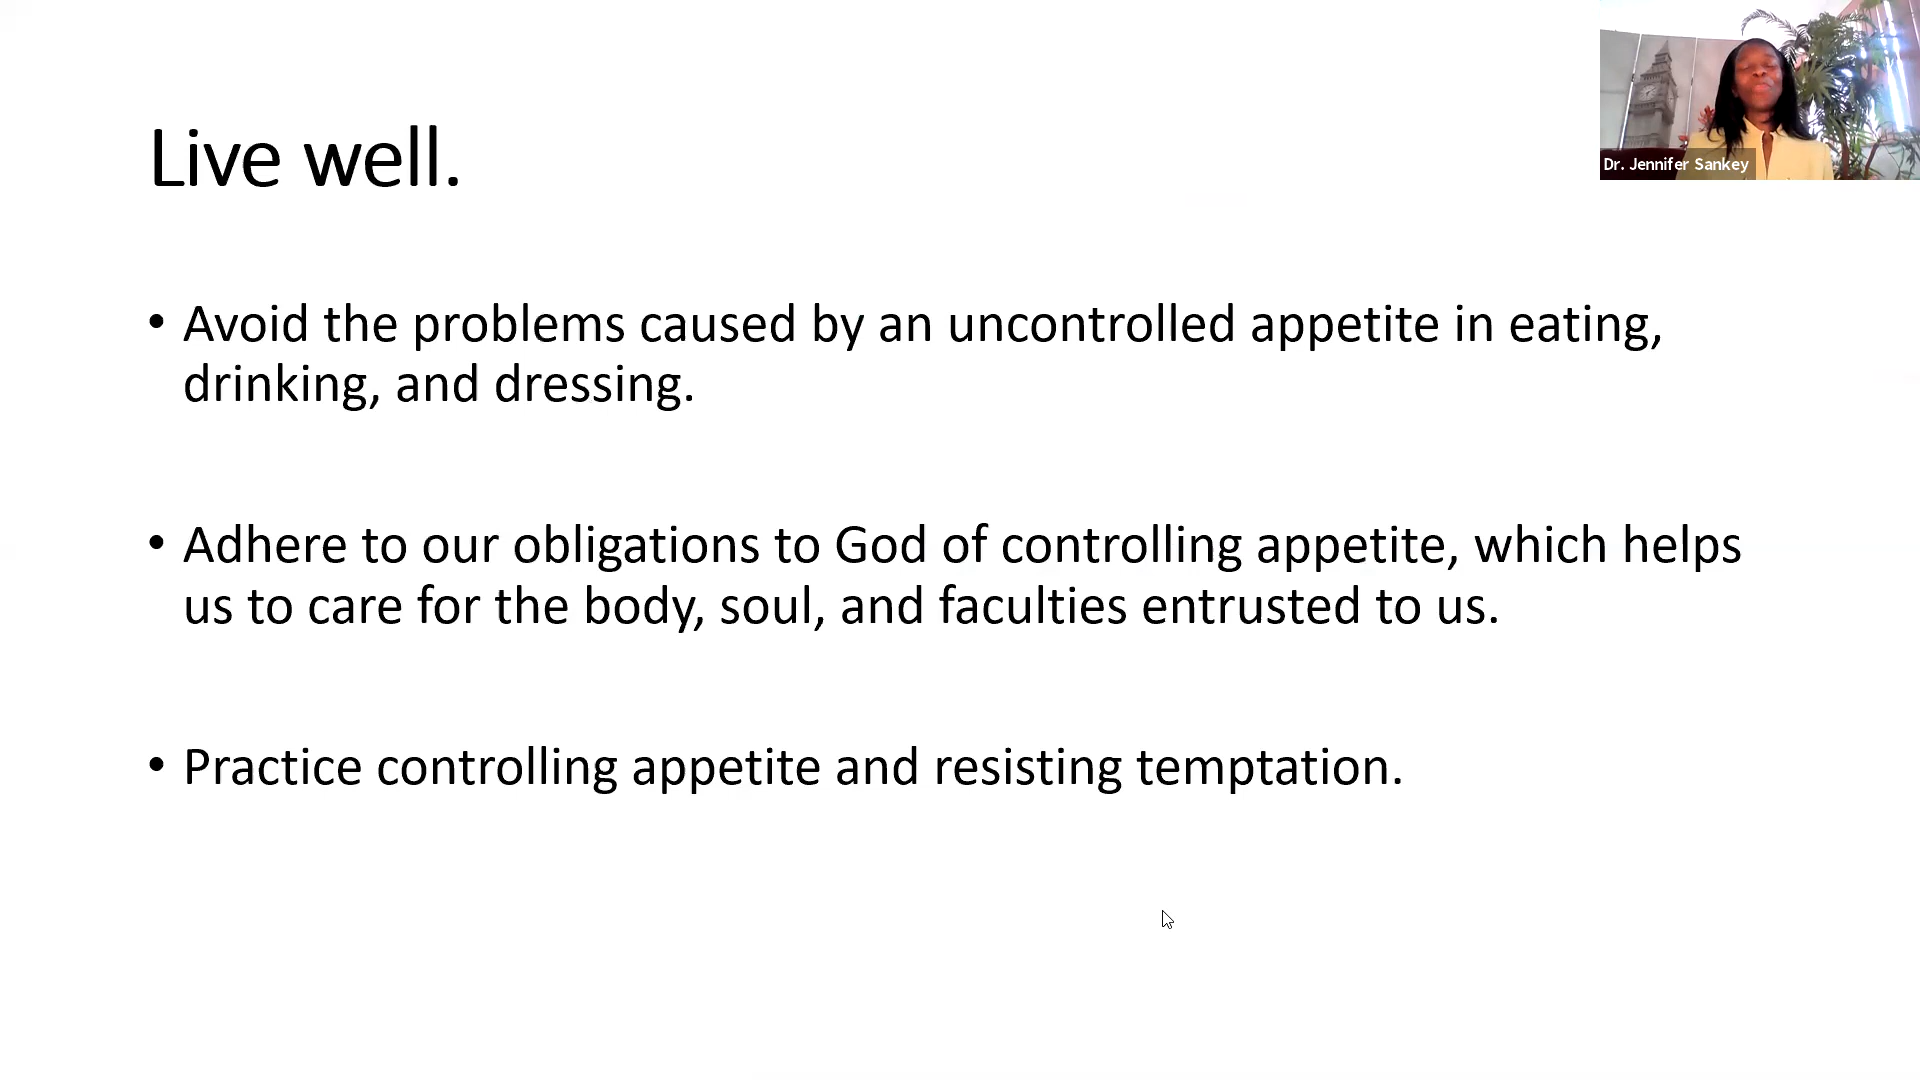 Live well.
Dr. Jennifer Sankey
• Avoid the problems caused by an uncontrolled appetite in eating,
drinking, and dressing.
• Adhere to our obligations to God of controlling appetite, which helps
us to care for the body, soul, and faculties entrusted to us.
• Practice controlling appetite and resisting temptation.